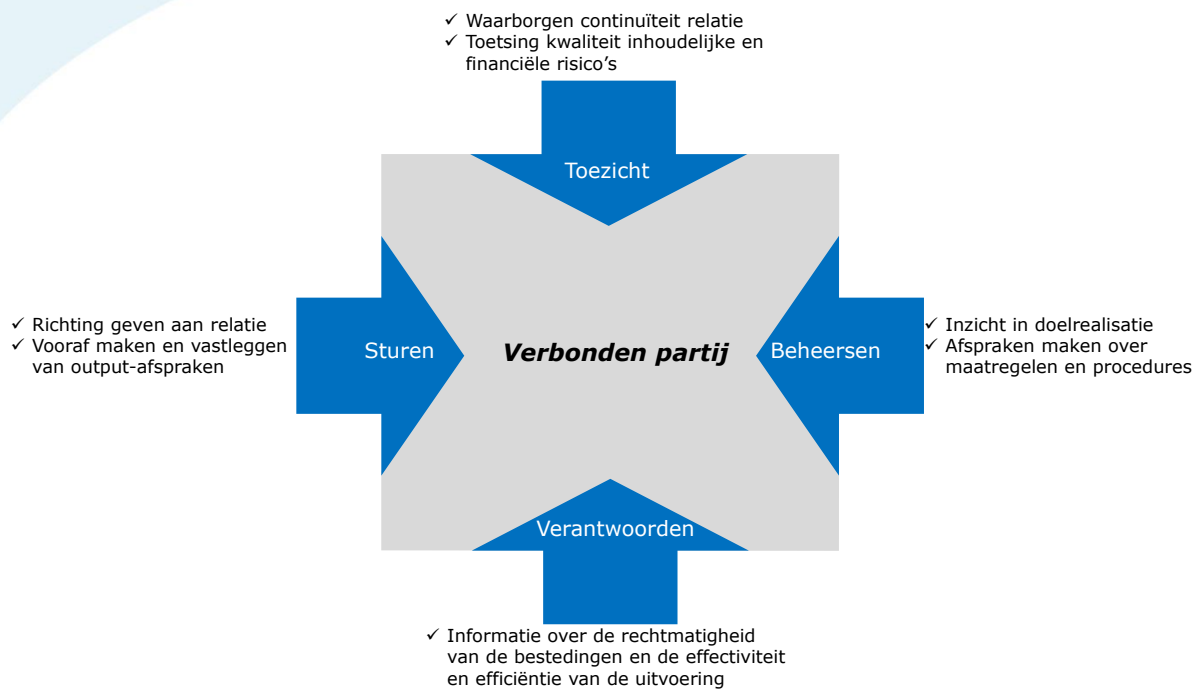 ✓ Waarborgen continuïteit relatie
✓ Toetsing kwaliteit inhoudelijke en
financiële risico’s
Toezicht
✓ Richting geven aan relatie
✓ Vooraf maken en vastleggen
van output-afspraken
Sturen
Verbonden partij
Beheersen
✓ Inzicht in doelrealisatie
✓ Afspraken maken over
maatregelen en procedures
Verantwoorden
✓ Informatie over de rechtmatigheid
van de bestedingen en de effectiviteit
en efficiëntie van de uitvoering